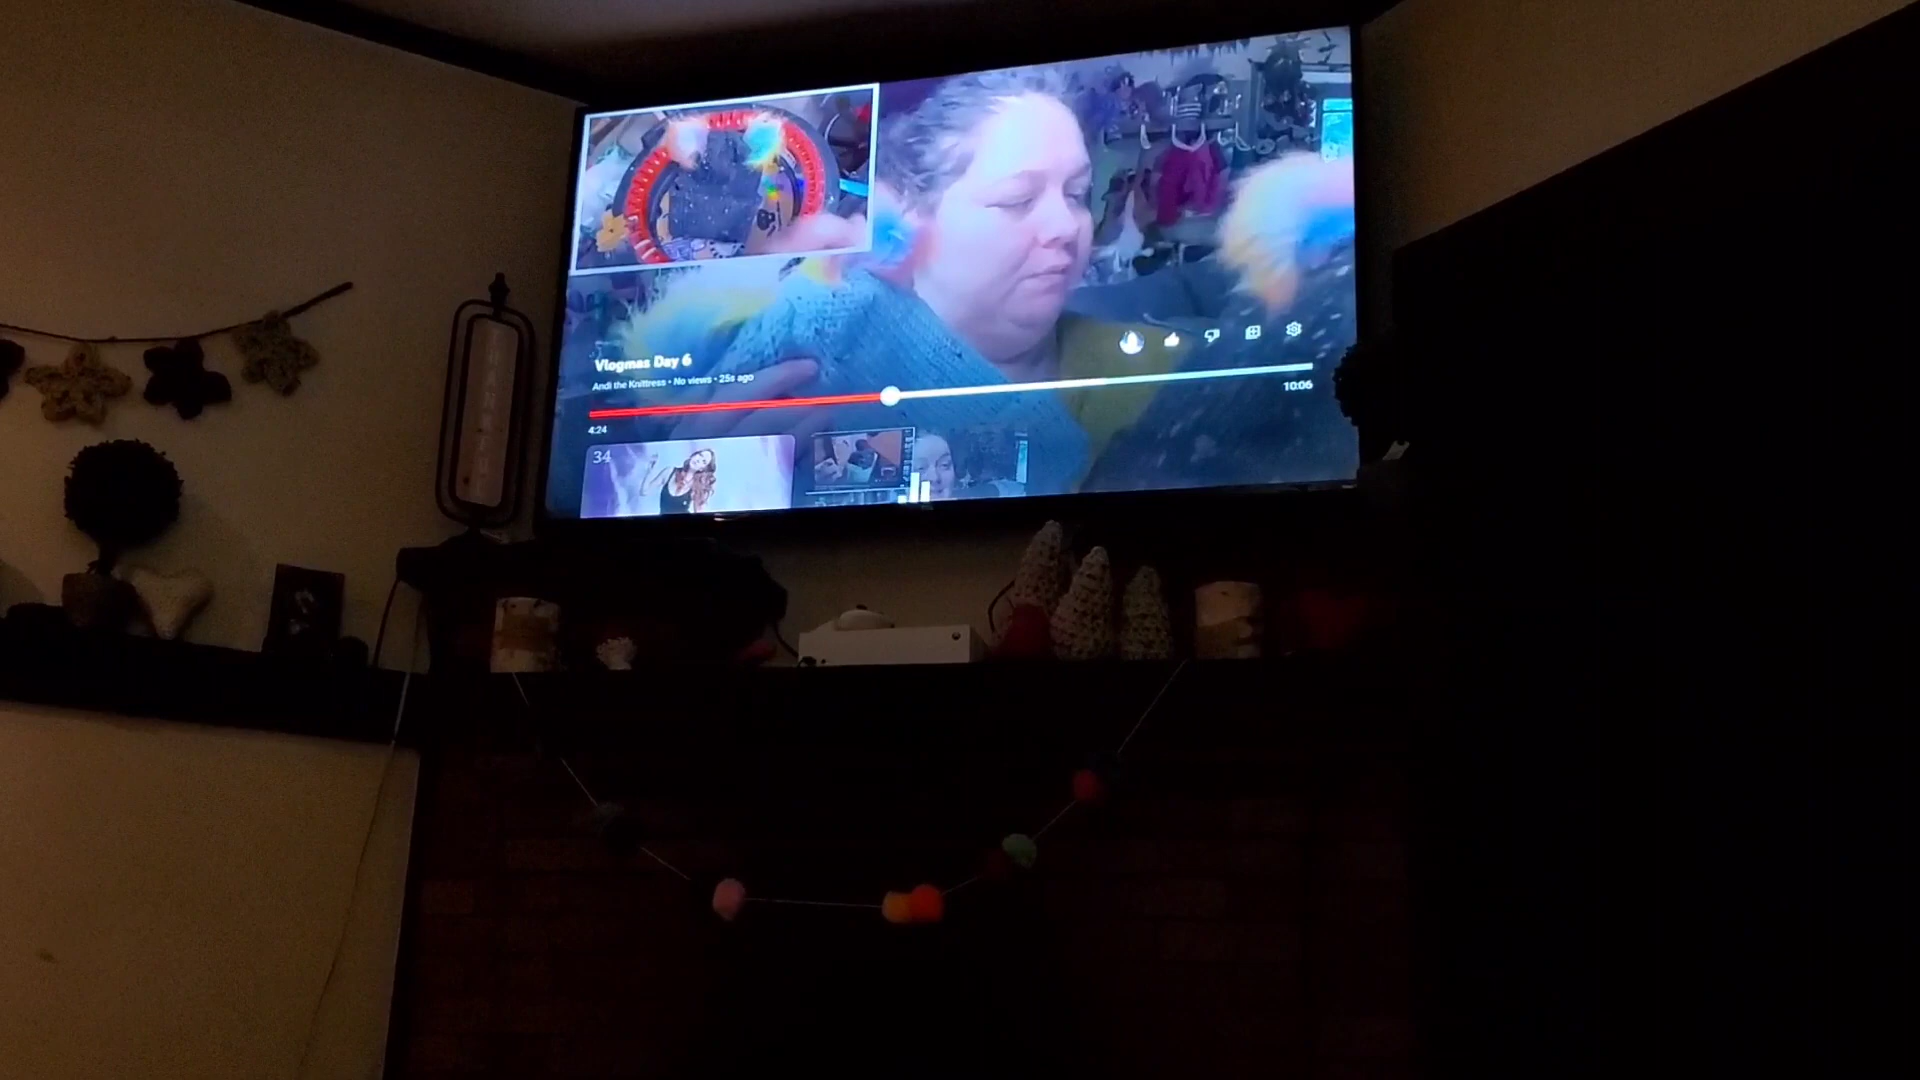 Vlogmas Day 6
Andi the Knittress • No views • 25s ago
10:06
4:24
34